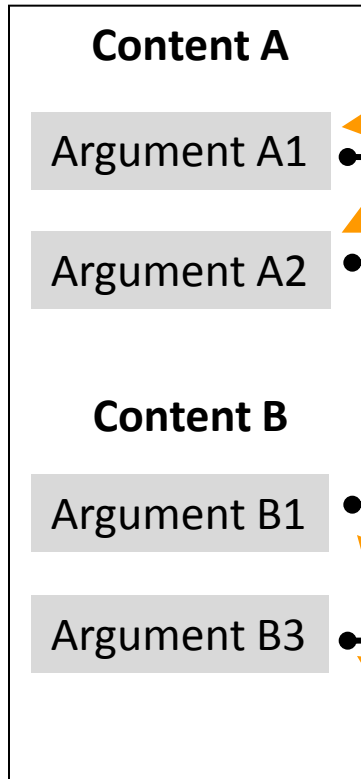 Content A
Argument A1
Argument A2
Content B
Argument B1
Argument B3